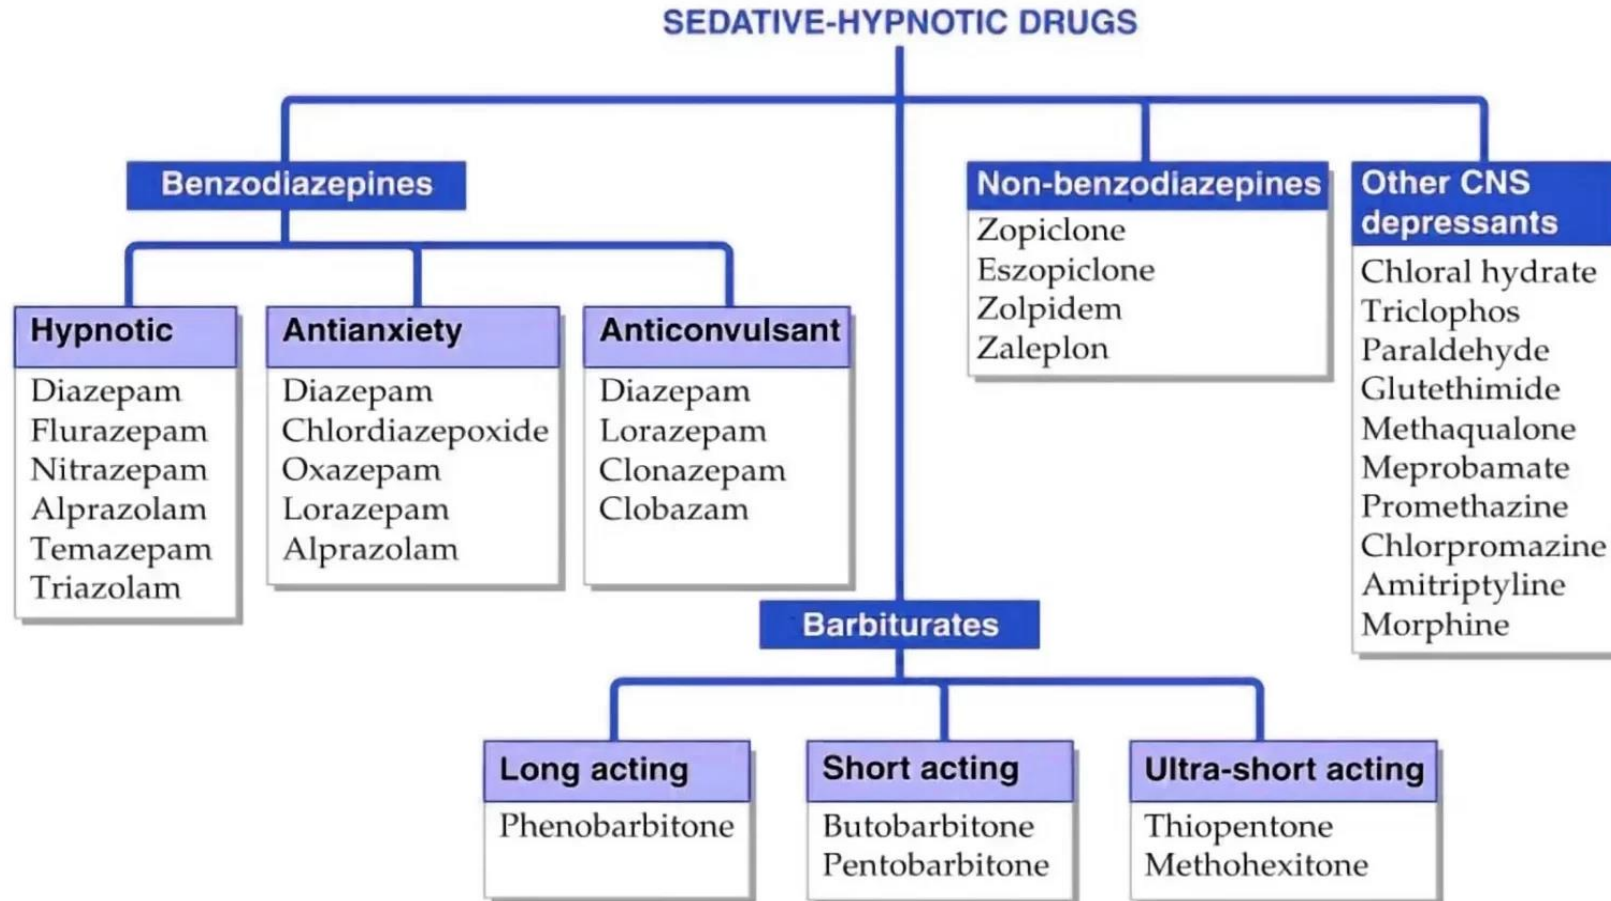 SEDATIVE-HYPNOTIC DRUGS
Benzodiazepines
Hypnotic
Diazepam
Flurazepam
Nitrazepam
Alprazolam
Temazepam
Triazolam
Antianxiety
Diazepam
Chlordiazepoxide
Oxazepam
Lorazepam
Alprazolam
Anticonvulsant
Diazepam
Lorazepam
Clonazepam
Clobazam
Non-benzodiazepines
Zopiclone
Eszopiclone
Zolpidem
Zaleplon
Other CNS
depressants
Chloral hydrate
Triclophos
Paraldehyde
Glutethimide
Methaqualone
Meprobamate
Promethazine
Chlorpromazine
Amitriptyline
Morphine
Barbiturates
Long acting
Phenobarbitone
Short acting
Butobarbitone
Pentobarbitone
Ultra-short acting
Thiopentone
Methohexitone